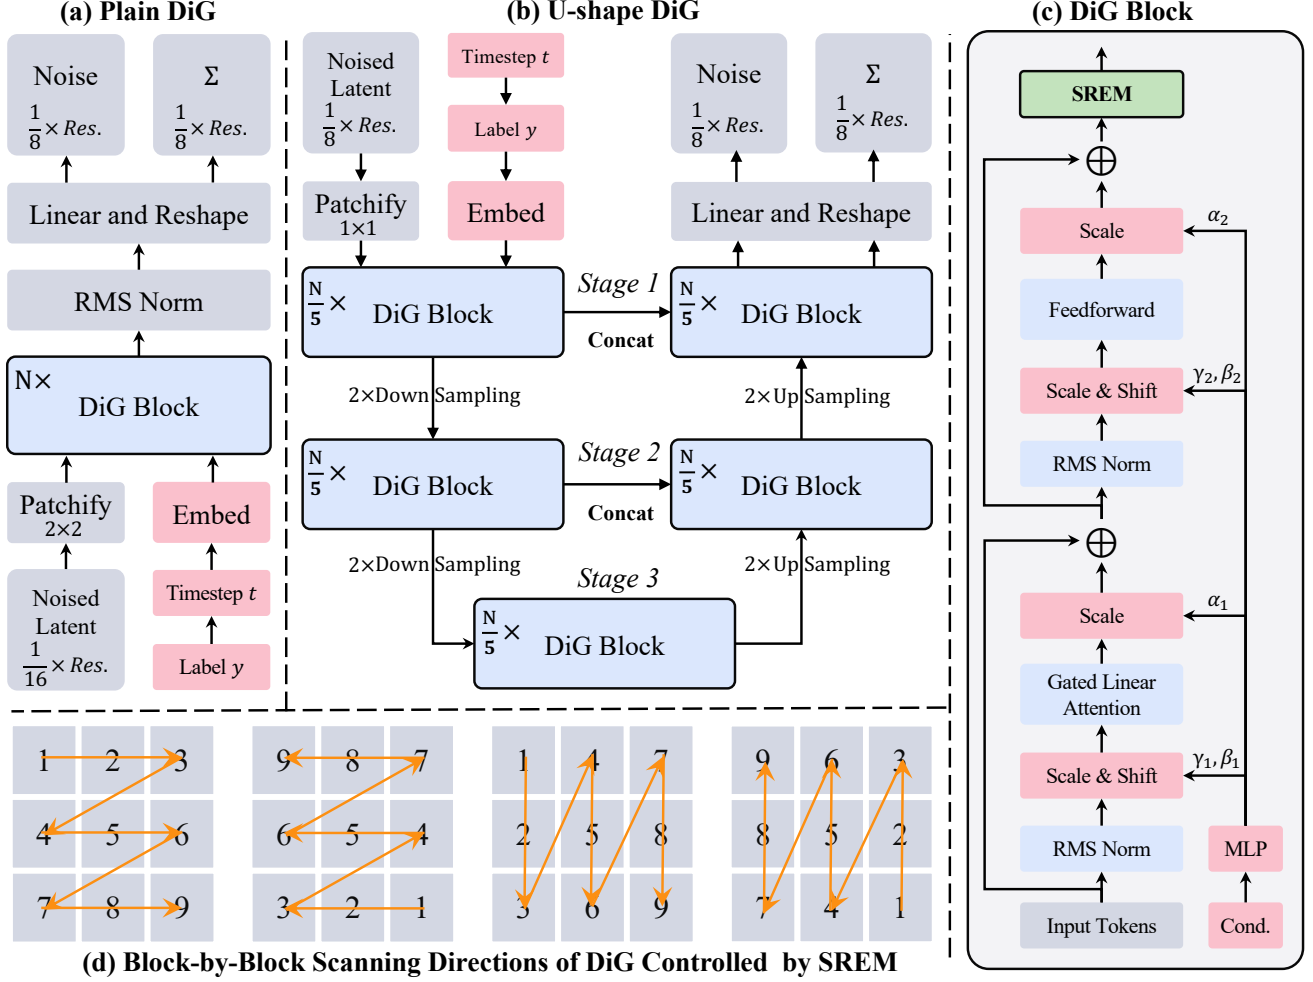 (a) Plain DiG
Noise
1/8 × Res.
Σ
1/8 × Res.
Linear and Reshape
RMS Norm
N×
DiG Block
Patchify
2×2
Embed
Noised
Latent
1/16 × Res.
Timestep t
Label y
(b) U-shape DiG
Noised
Latent
1/8 × Res.
Timestep t
Label y
Patchify
1×1
Embed
Noise
1/8 × Res.
Σ
1/8 × Res.
Linear and Reshape
N/5 ×
DiG Block
Stage 1
Concat
N/5 ×
DiG Block
2×Down Sampling
2×Up Sampling
N/5 ×
DiG Block
Stage 2
Concat
N/5 ×
DiG Block
2×Down Sampling
2×Up Sampling
Stage 3
N/5 ×
DiG Block
(c) DiG Block
SREM
Scale
α2
Feedforward
Scale & Shift
γ2, β2
RMS Norm
Scale
α1
Gated Linear
Attention
Scale & Shift
γ1, β1
RMS Norm
MLP
Input Tokens
Cond.
1 2 3
4 5 6
7 8 9
9 8 7
6 5 4
3 2 1
1 4 7
2 5 8
3 6 9
9 6 3
8 5 2
7 4 1
(d) Block-by-Block Scanning Directions of DiG Controlled by SREM